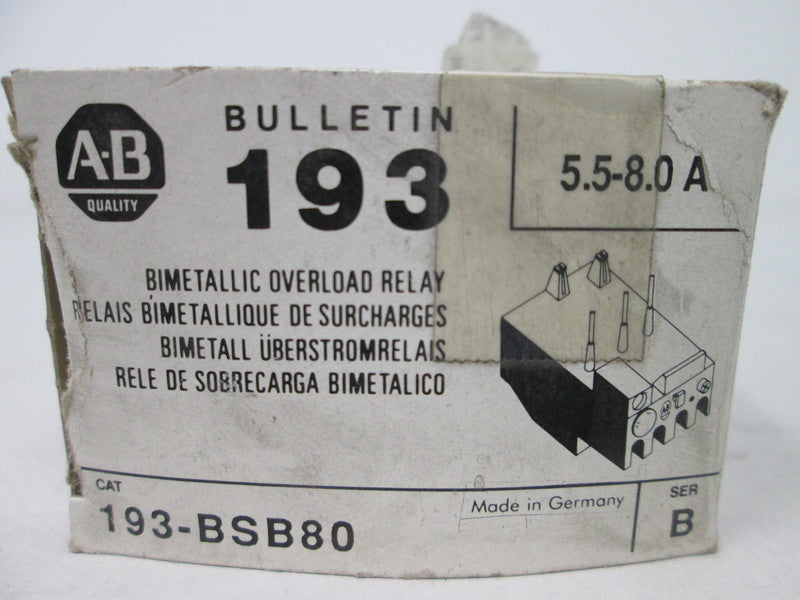 A-B
QUALITY
BULLETIN
193
5.5-8.0 A
BIMETALLIC OVERLOAD RELAY
RELAIS BIMETALLIQUE DE SURCHARGES
BIMETALL ÜBERSTROMRELAIS
RELE DE SOBRECARGA BIMETALICO
CAT
193-BSB80
Made in Germany
SER
B